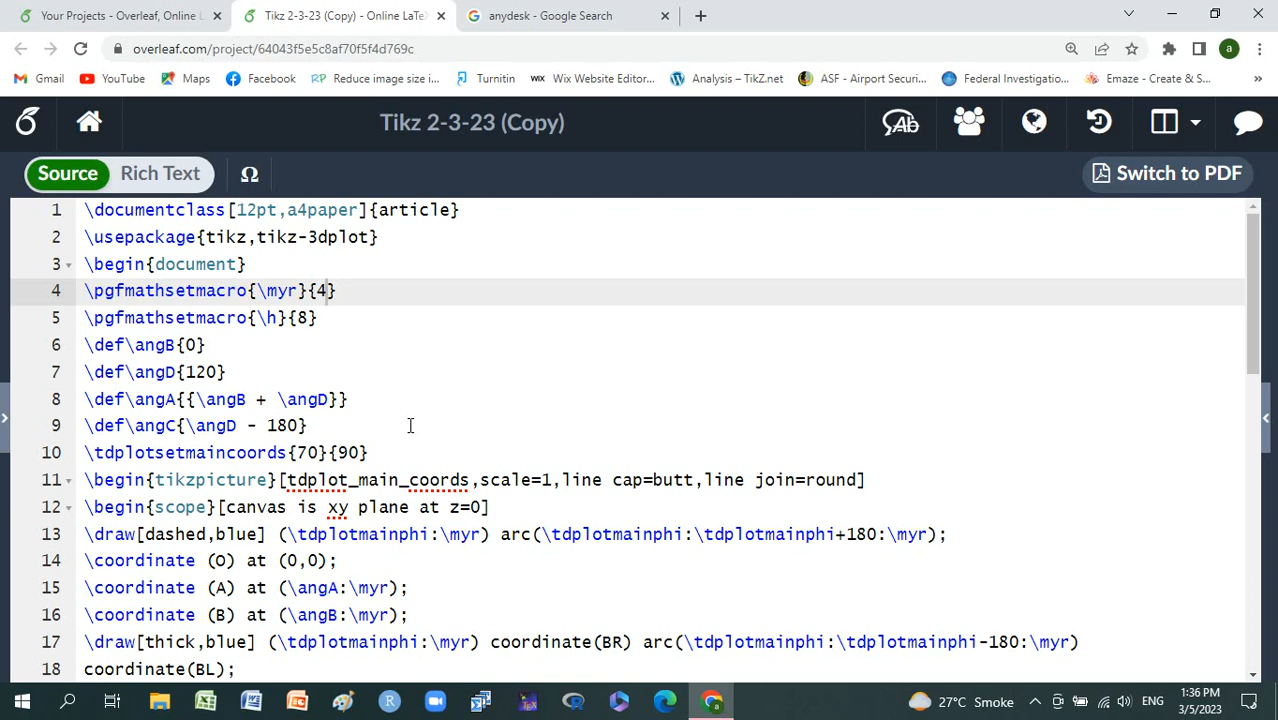 Your Projects - Overleaf, Online L
Tikz 2-3-23 (Copy) - Online LaTeX
anydesk - Google Search
overleaf.com/project/64043f5e5c8af70f5f4d769c
a
Gmail
YouTube
Maps
Facebook
RP Reduce image size i...
Turnitin
WIX Wix Website Editor...
Analysis – TikZ.net
ASF - Airport Securi...
Federal Investigatio...
Emaze - Create & S...
»
Tikz 2-3-23 (Copy)
Ab
Source
Rich Text
Ω
Switch to PDF
1 \documentclass[12pt,a4paper]{article}
2 \usepackage{tikz,tikz-3dplot}
3 \begin{document}
4 \pgfmathsetmacro{\myr}{4}
5 \pgfmathsetmacro{\h}{8}
6 \def\angB{0}
7 \def\angD{120}
8 \def\angA{{\angB + \angD}}
9 \def\angC{\angD - 180}
10 \tdplotsetmaincoords{70}{90}
11 \begin{tikzpicture}[tdplot_main_coords,scale=1,line cap=butt,line join=round]
12 \begin{scope}[canvas is xy plane at z=0]
13 \draw[dashed,blue] (\tdplotmainphi:\myr) arc(\tdplotmainphi:\tdplotmainphi+180:\myr);
14 \coordinate (O) at (0,0);
15 \coordinate (A) at (\angA:\myr);
16 \coordinate (B) at (\angB:\myr);
17 \draw[thick,blue] (\tdplotmainphi:\myr) coordinate(BR) arc(\tdplotmainphi:\tdplotmainphi-180:\myr)
18 coordinate(BL);
27°C Smoke
ENG
1:36 PM
3/5/2023